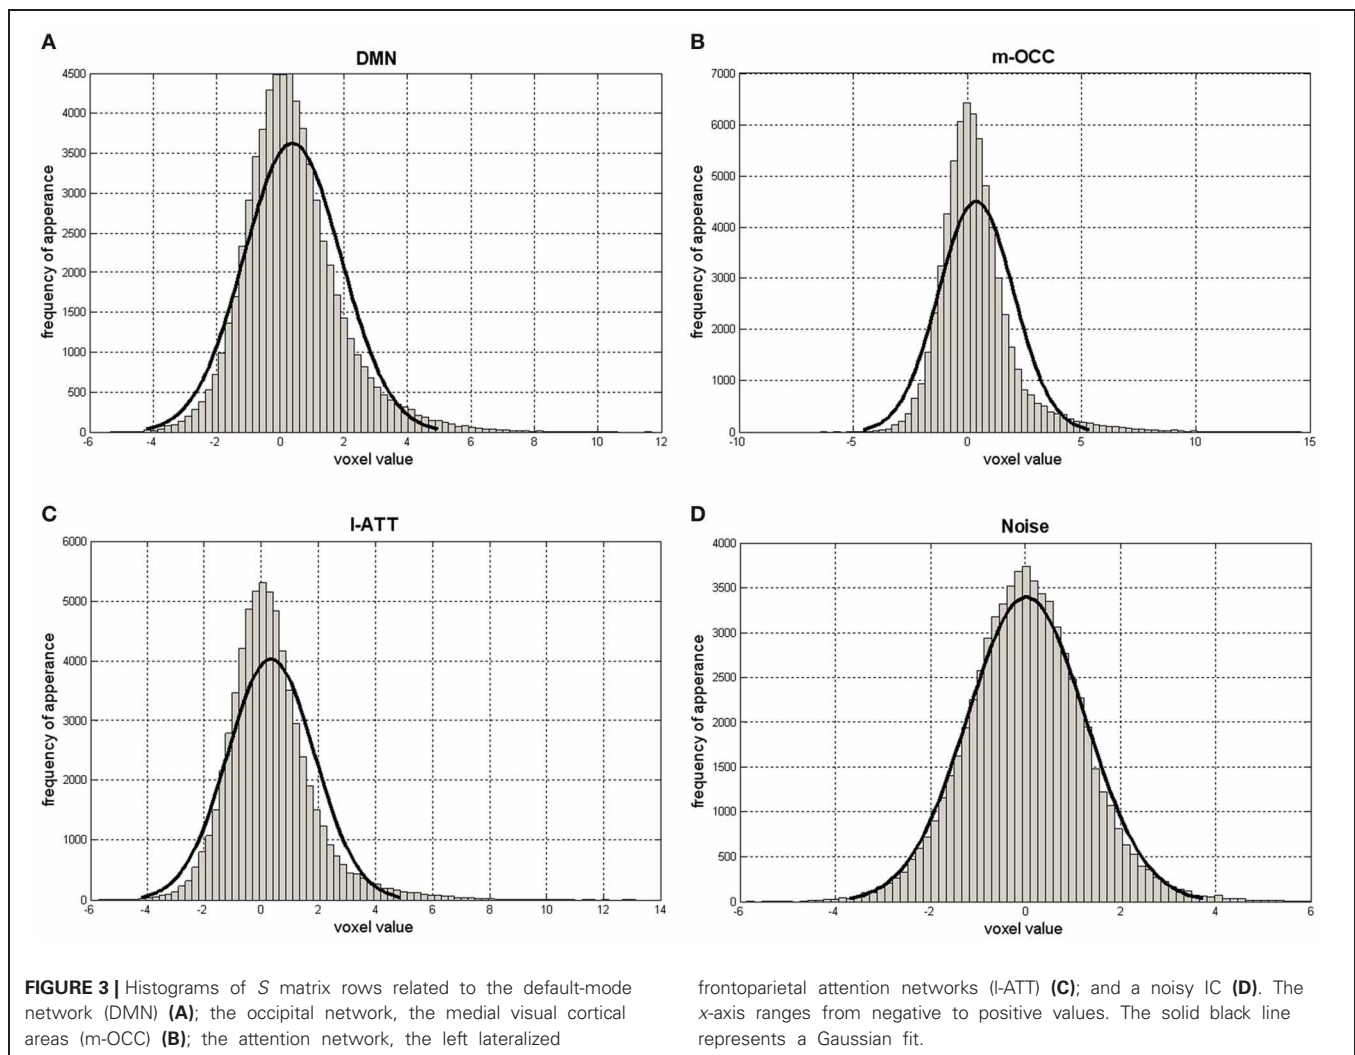 A
DMN
4500
4000
3500
3000
2500
2000
1500
1000
500
0
frequency of apperance
-6 -4 -2 0 2 4 6 8 10 12
voxel value
B
m-OCC
7000
6000
5000
4000
3000
2000
1000
0
frequency of apperance
-10 -5 0 5 10 15
voxel value
C
l-ATT
6000
5000
4000
3000
2000
1000
0
frequency of apperance
-6 -4 -2 0 2 4 6 8 10 12 14
voxel value
D
Noise
4000
3500
3000
2500
2000
1500
1000
500
0
frequency of apperance
-6 -4 -2 0 2 4 6
voxel value
FIGURE 3 | Histograms of S matrix rows related to the default-mode
network (DMN) (A); the occipital network, the medial visual cortical
areas (m-OCC) (B); the attention network, the left lateralized
frontoparietal attention networks (l-ATT) (C); and a noisy IC (D). The
x-axis ranges from negative to positive values. The solid black line
represents a Gaussian fit.